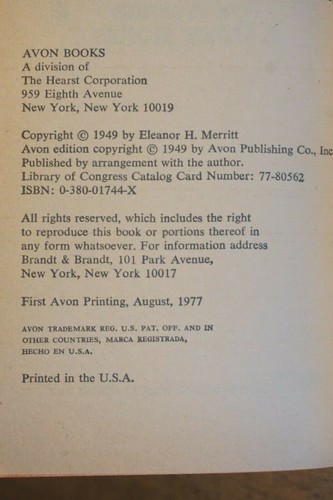 AVON BOOKS
A division of
The Hearst Corporation
959 Eighth Avenue
New York, New York 10019
Copyright © 1949 by Eleanor H. Merritt
Avon edition copyright © 1949 by Avon Publishing Co., Inc
Published by arrangement with the author.
Library of Congress Catalog Card Number: 77-80562
ISBN: 0-380-01744-X
All rights reserved, which includes the right
to reproduce this book or portions thereof in
any form whatsoever. For information address
Brandt & Brandt, 101 Park Avenue,
New York, New York 10017
First Avon Printing, August, 1977
AVON TRADEMARK REG. U.S. PAT. OFF. AND IN
OTHER COUNTRIES, MARCA REGISTRADA,
HECHO EN U.S.A.
Printed in the U.S.A.